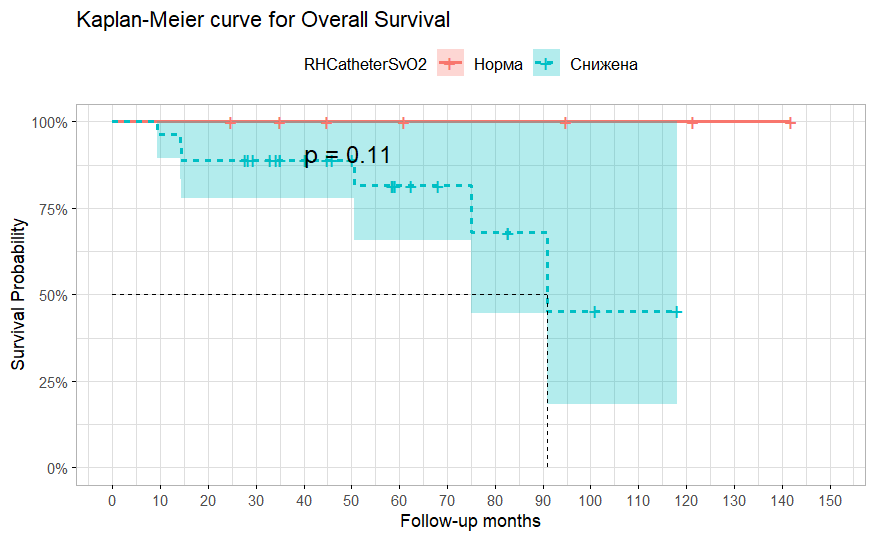 Kaplan-Meier curve for Overall Survival
RHCatheterSvO2 Норма Снижена
100%
75%
50%
25%
0%
p = 0.11
Survival Probability
0 10 20 30 40 50 60 70 80 90 100 110 120 130 140 150
Follow-up months